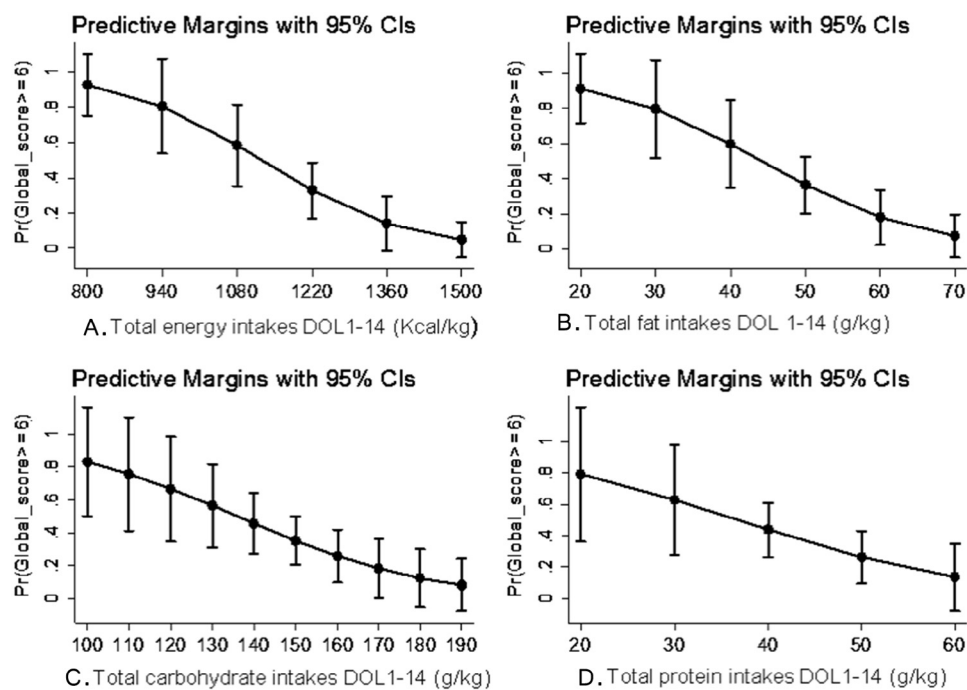 Predictive Margins with 95% CIs
Pr(Global_score>=6)
1
.8
.6
.4
.2
0
800 940 1080 1220 1360 1500
A. Total energy intakes DOL1-14 (Kcal/kg)
Predictive Margins with 95% CIs
Pr(Global_score>=6)
1
.8
.6
.4
.2
0
20 30 40 50 60 70
B. Total fat intakes DOL 1-14 (g/kg)
Predictive Margins with 95% CIs
Pr(Global_score>=6)
1
.8
.6
.4
.2
0
100 110 120 130 140 150 160 170 180 190
C. Total carbohydrate intakes DOL1-14 (g/kg)
Predictive Margins with 95% CIs
Pr(Global_score>=6)
1
.8
.6
.4
.2
0
20 30 40 50 60
D. Total protein intakes DOL1-14 (g/kg)